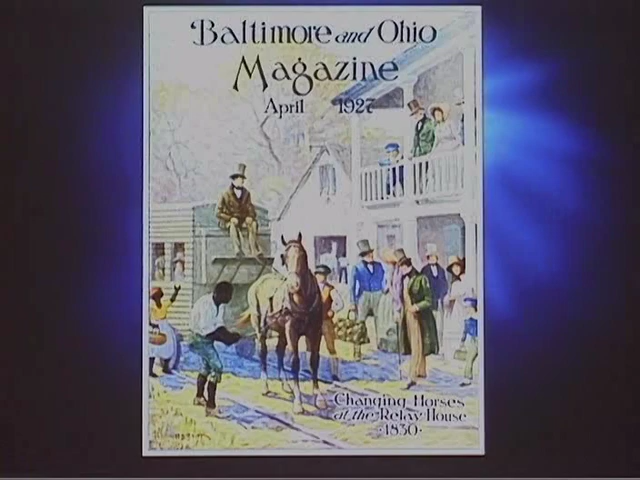 Baltimore and Ohio
Magazine
April 1927
Changing Horses
at the Relay House
·1830·